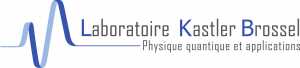 Laboratoire Kastler Brossel
Physique quantique et applications